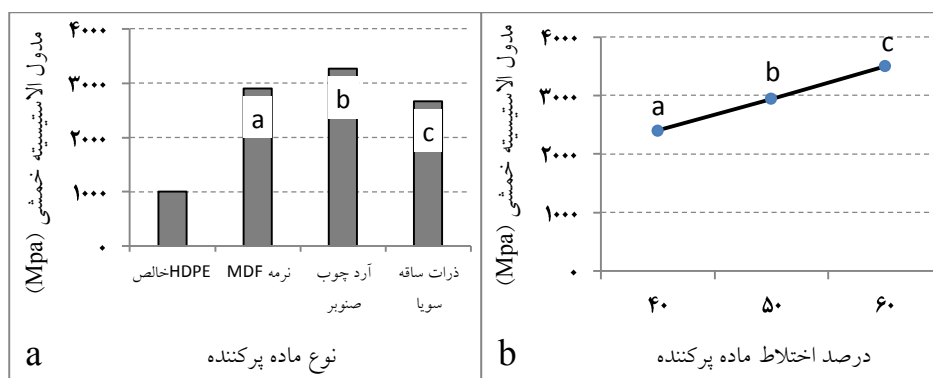 مدول الاستیسیته خمشی (Mpa)
۴۰۰۰
۳۰۰۰
۲۰۰۰
۱۰۰۰
۰
a
b
c
HDPEخالص
نرمه MDF
آرد چوب
صنوبر
ذرات ساقه
سویا
نوع ماده پرکننده
a
مدول الاستیسیته خمشی (Mpa)
۴۰۰۰
۳۰۰۰
۲۰۰۰
۱۰۰۰
۰
a
b
c
۴۰
۵۰
۶۰
درصد اختلاط ماده پرکننده
b